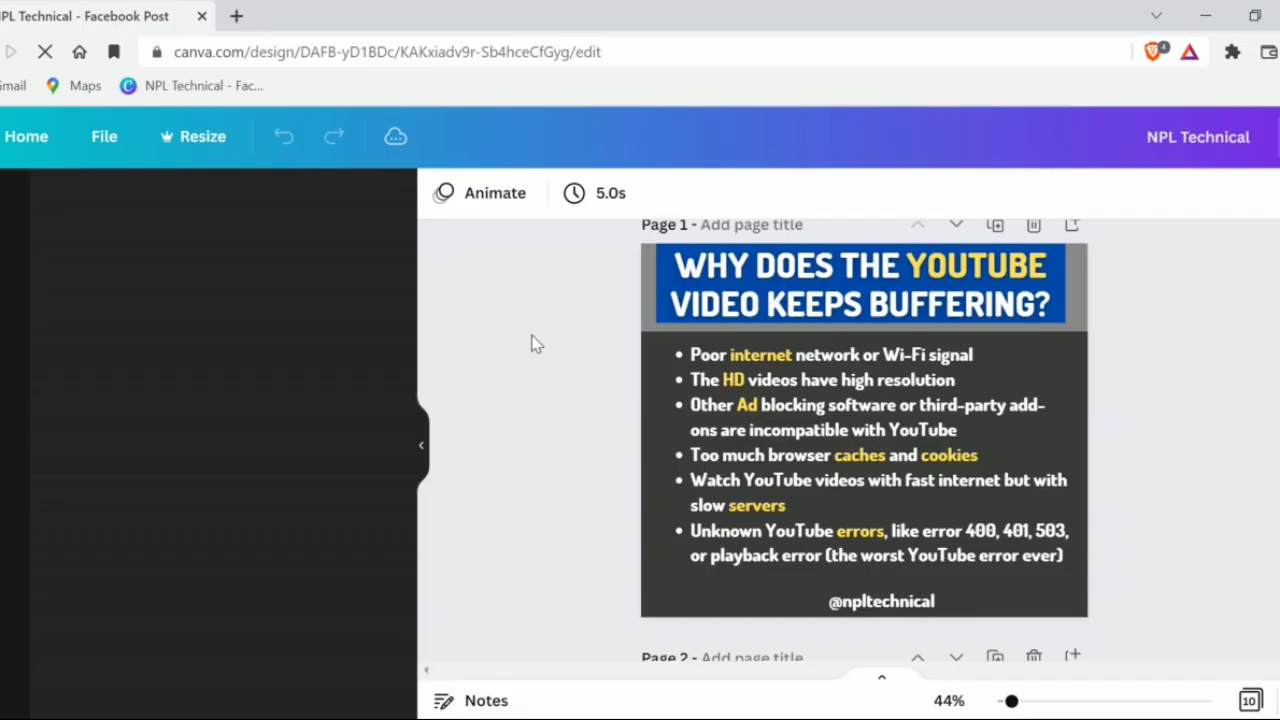 NPL Technical - Facebook Post
canva.com/design/DAFB-yD1BDc/KAKxiadv9r-Sb4hceCfGyg/edit
4
Gmail Maps NPL Technical - Fac...
Home File Resize NPL Technical
Animate 5.0s
Page 1 - Add page title
WHY DOES THE YOUTUBE
VIDEO KEEPS BUFFERING?
• Poor internet network or Wi-Fi signal
• The HD videos have high resolution
• Other Ad blocking software or third-party add-
ons are incompatible with YouTube
• Too much browser caches and cookies
• Watch YouTube videos with fast internet but with
slow servers
• Unknown YouTube errors, like error 400, 401, 503,
or playback error (the worst YouTube error ever)
@npltechnical
Page 2 - Add page title
Notes 44% 10